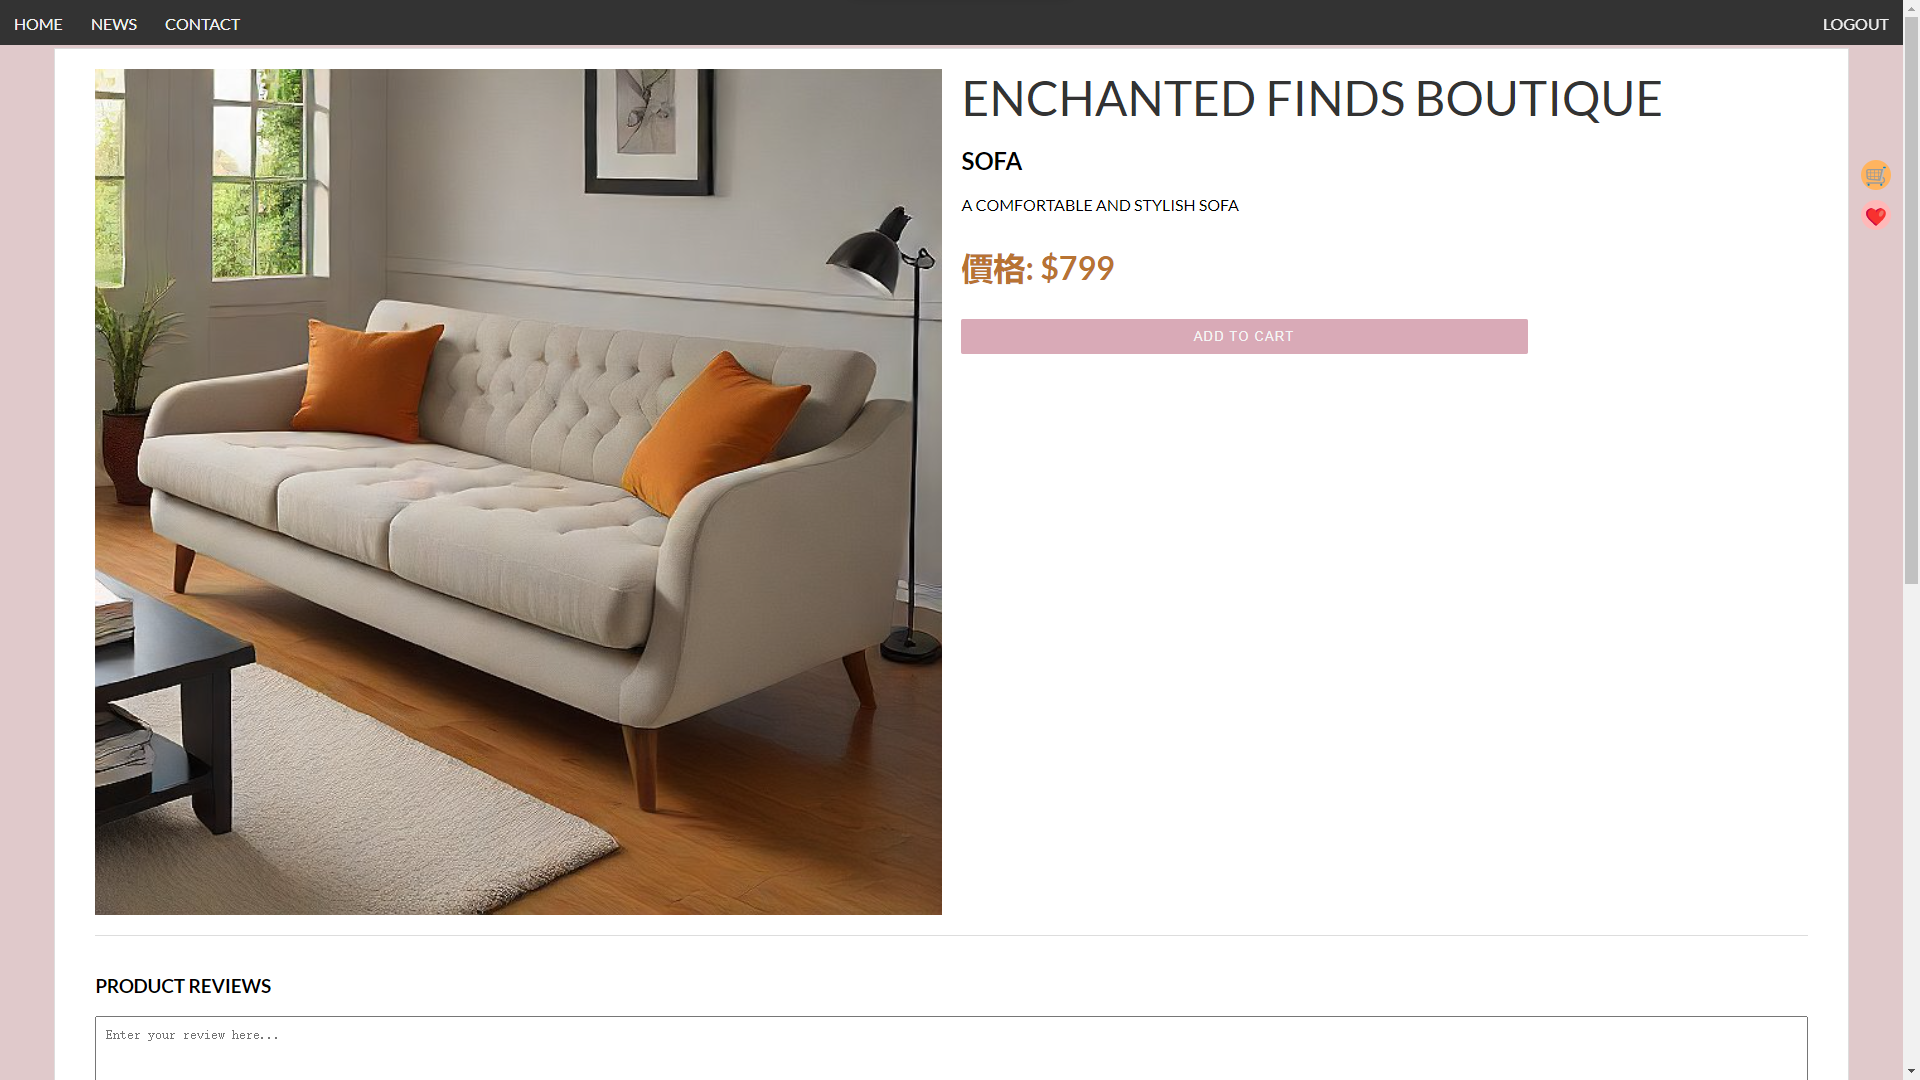 HOME NEWS CONTACT LOGOUT
ENCHANTED FINDS BOUTIQUE
SOFA
A COMFORTABLE AND STYLISH SOFA
價格: $799
ADD TO CART
PRODUCT REVIEWS
Enter your review here...